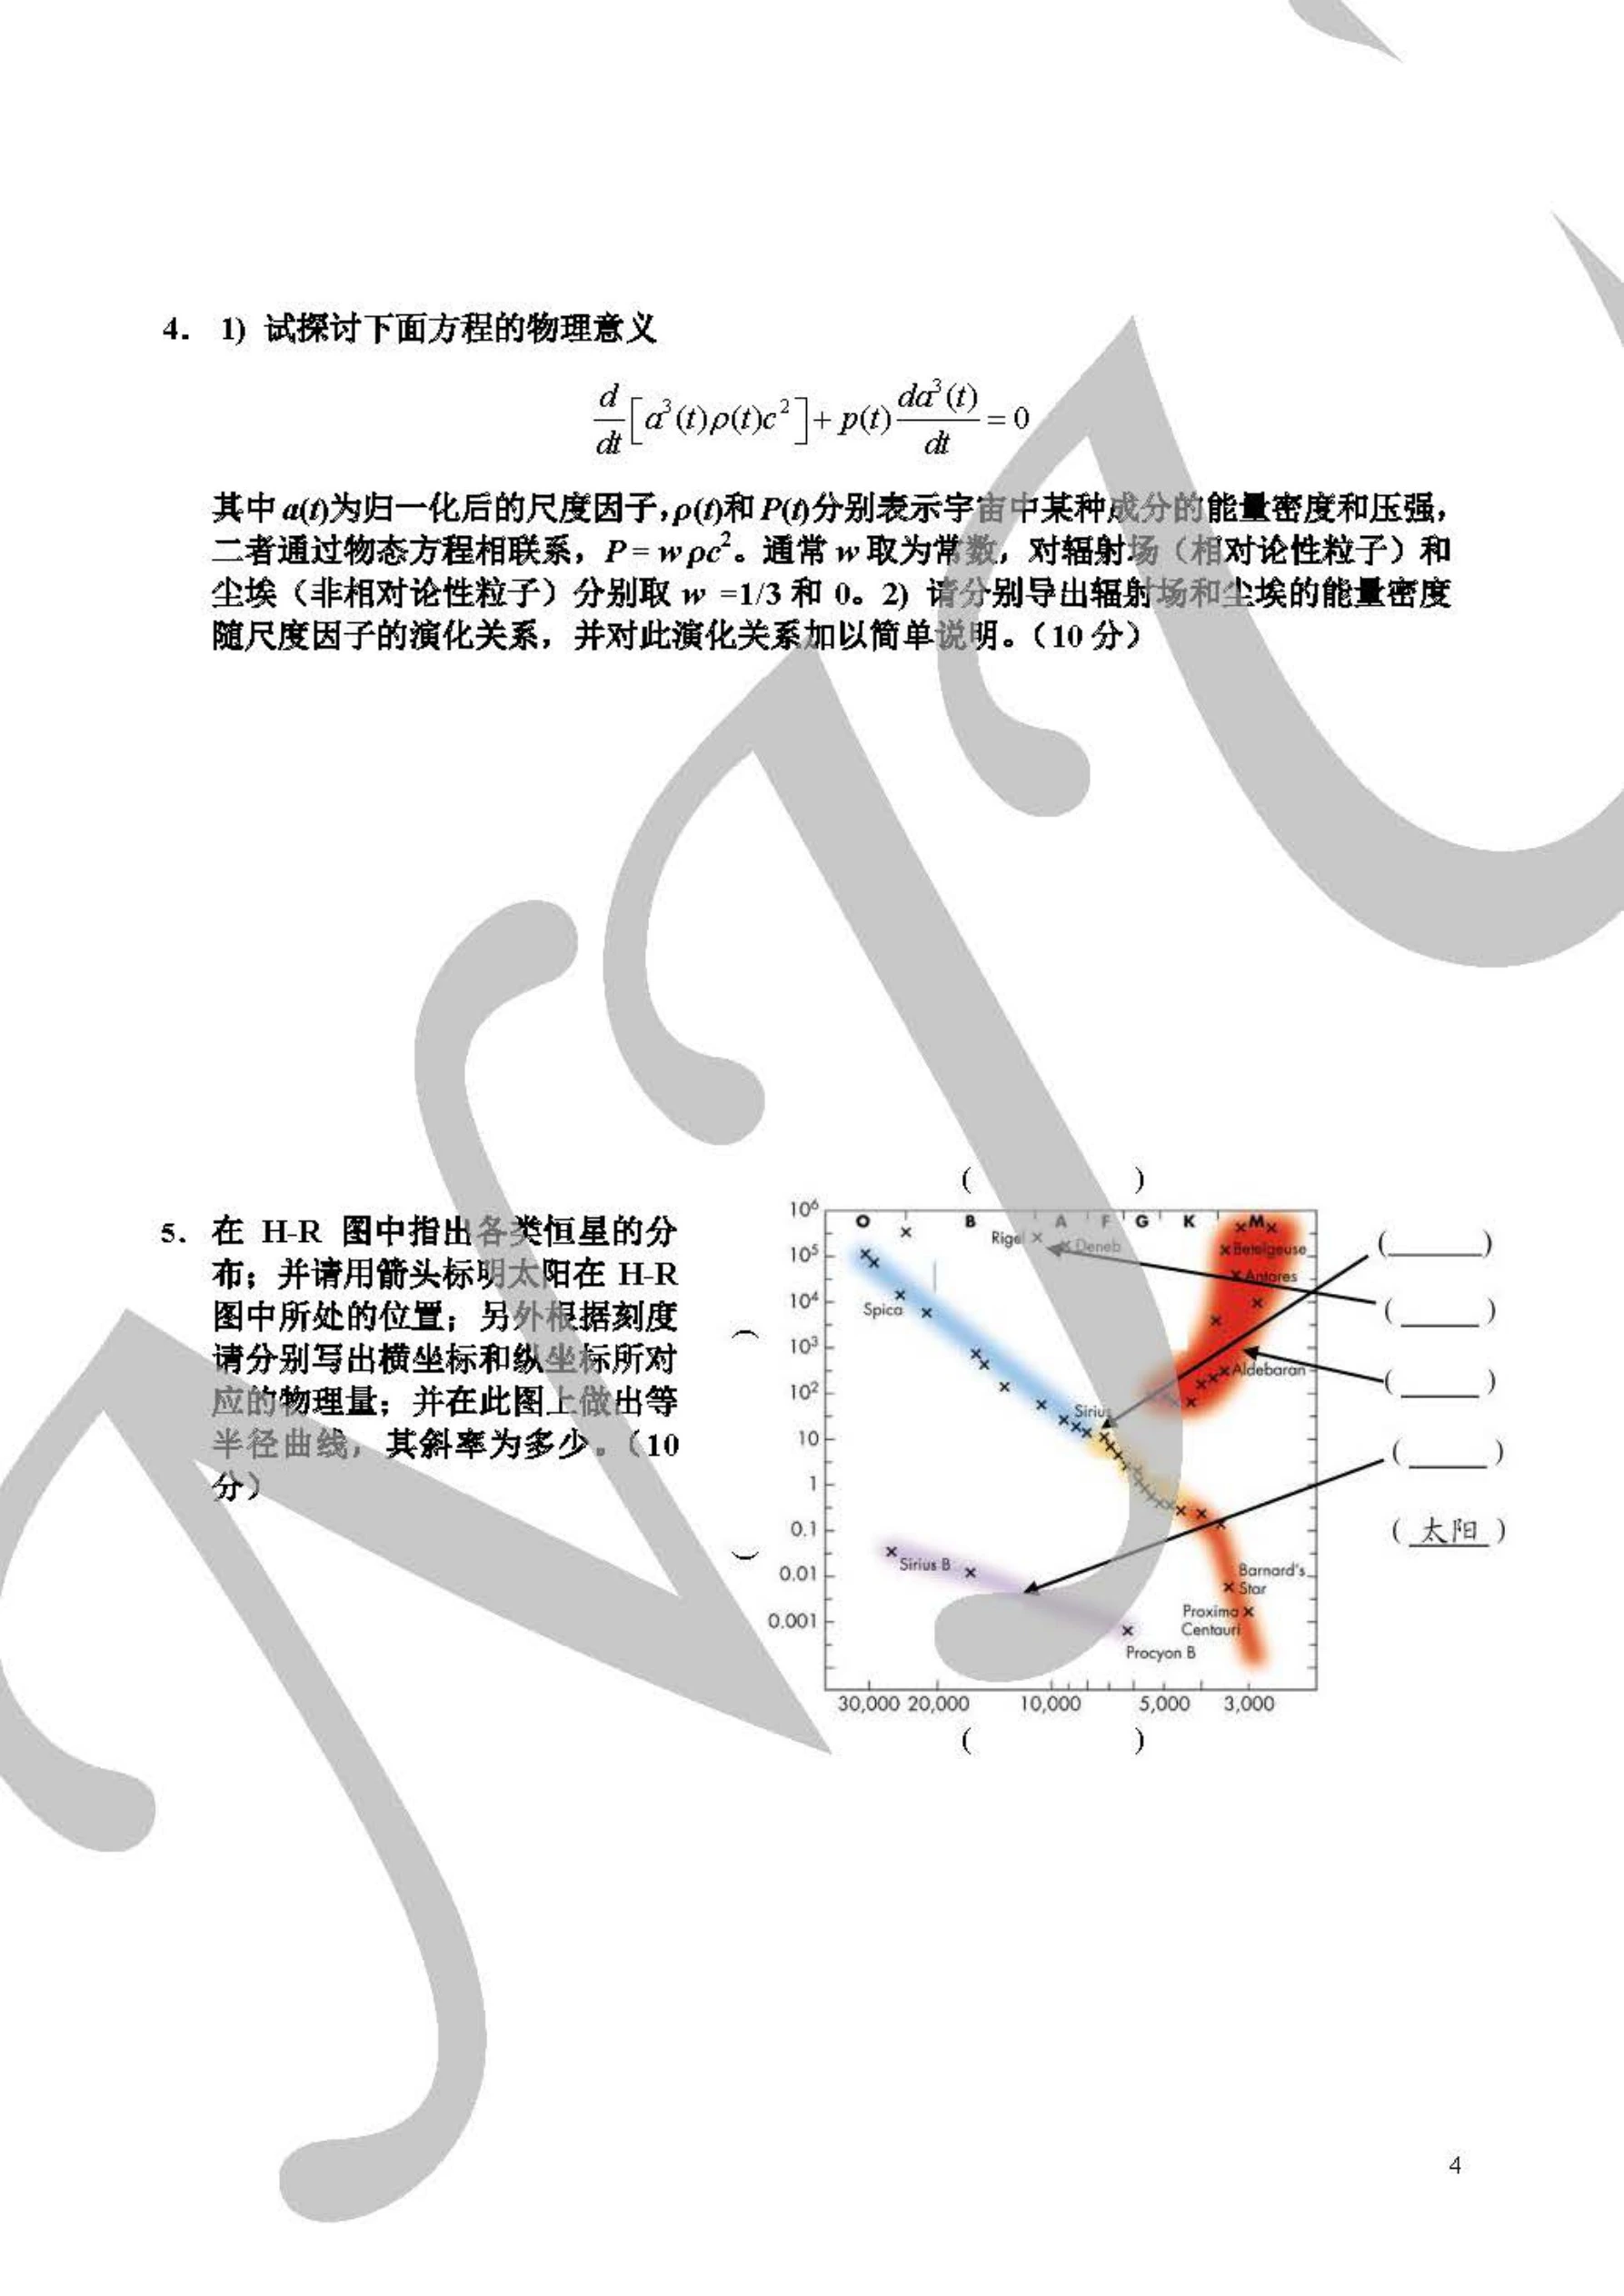 4. 1) 试探讨下面方程的物理意义
d/dt [a³(t)ρ(t)c²] + p(t) da³(t)/dt = 0
其中 a(t)为归一化后的尺度因子,ρ(t)和 P(t)分别表示宇宙中某种成分的能量密度和压强,
二者通过物态方程相联系，P = w ρc²。通常 w 取为常数，对辐射场（相对论性粒子）和
尘埃（非相对论性粒子）分别取 w =1/3 和 0。2) 请分别导出辐射场和尘埃的能量密度
随尺度因子的演化关系，并对此演化关系加以简单说明。（10 分）
5. 在 H-R 图中指出各类恒星的分
布；并请用箭头标明太阳在 H-R
图中所处的位置；另外根据刻度
请分别写出横坐标和纵坐标所对
应的物理量；并在此图上做出等
半径曲线，其斜率为多少。（10
分）
( )
10⁶
10⁵
10⁴
10³
10²
10
1
0.1
0.01
0.001
( )
O B A F G K M
Rigel
Deneb
Betelgeuse
Antares
Spica
Aldebaran
Sirius
Sirius B
Barnard's
Star
Proxima
Centauri
Procyon B
30,000 20,000 10,000 5,000 3,000
( )
(______)
(______)
(______)
(______)
( 太阳 )
4